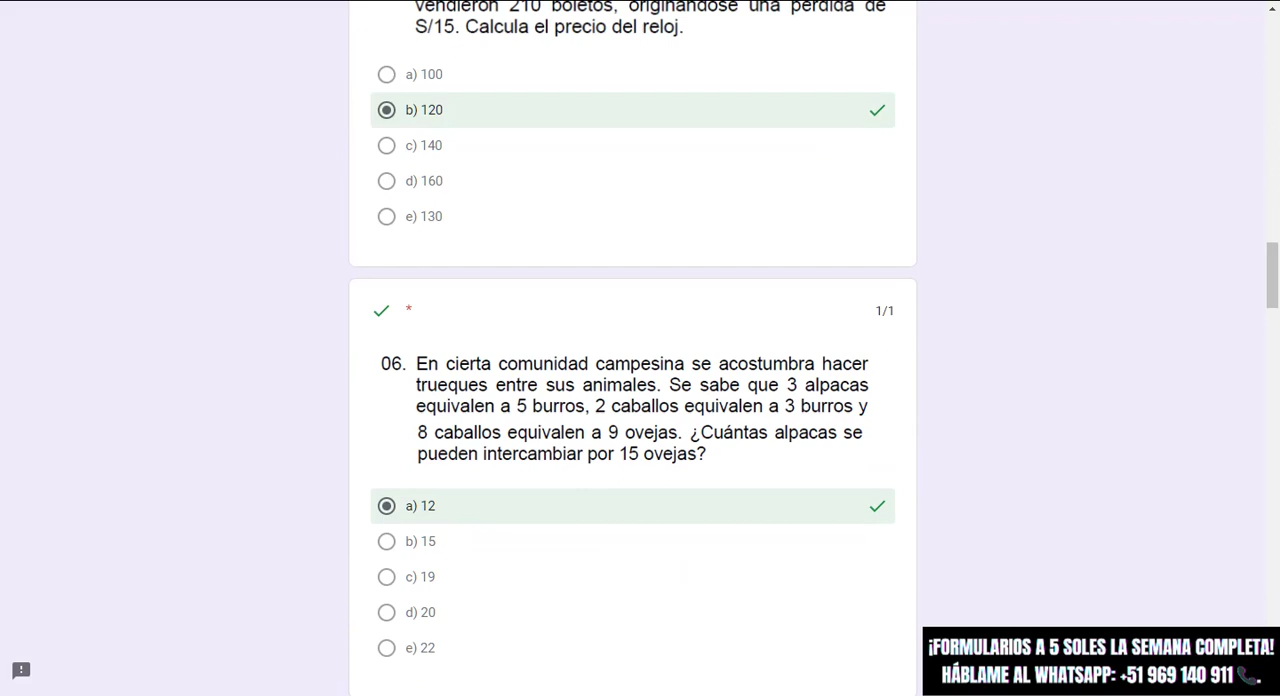 vendieron 210 boletos, originándose una pérdida de
S/15. Calcula el precio del reloj.
a) 100
b) 120
c) 140
d) 160
e) 130
* 1/1
06. En cierta comunidad campesina se acostumbra hacer
trueques entre sus animales. Se sabe que 3 alpacas
equivalen a 5 burros, 2 caballos equivalen a 3 burros y
8 caballos equivalen a 9 ovejas. ¿Cuántas alpacas se
pueden intercambiar por 15 ovejas?
a) 12
b) 15
c) 19
d) 20
e) 22
¡FORMULARIOS A 5 SOLES LA SEMANA COMPLETA!
HÁBLAME AL WHATSAPP: +51 969 140 911 📞.